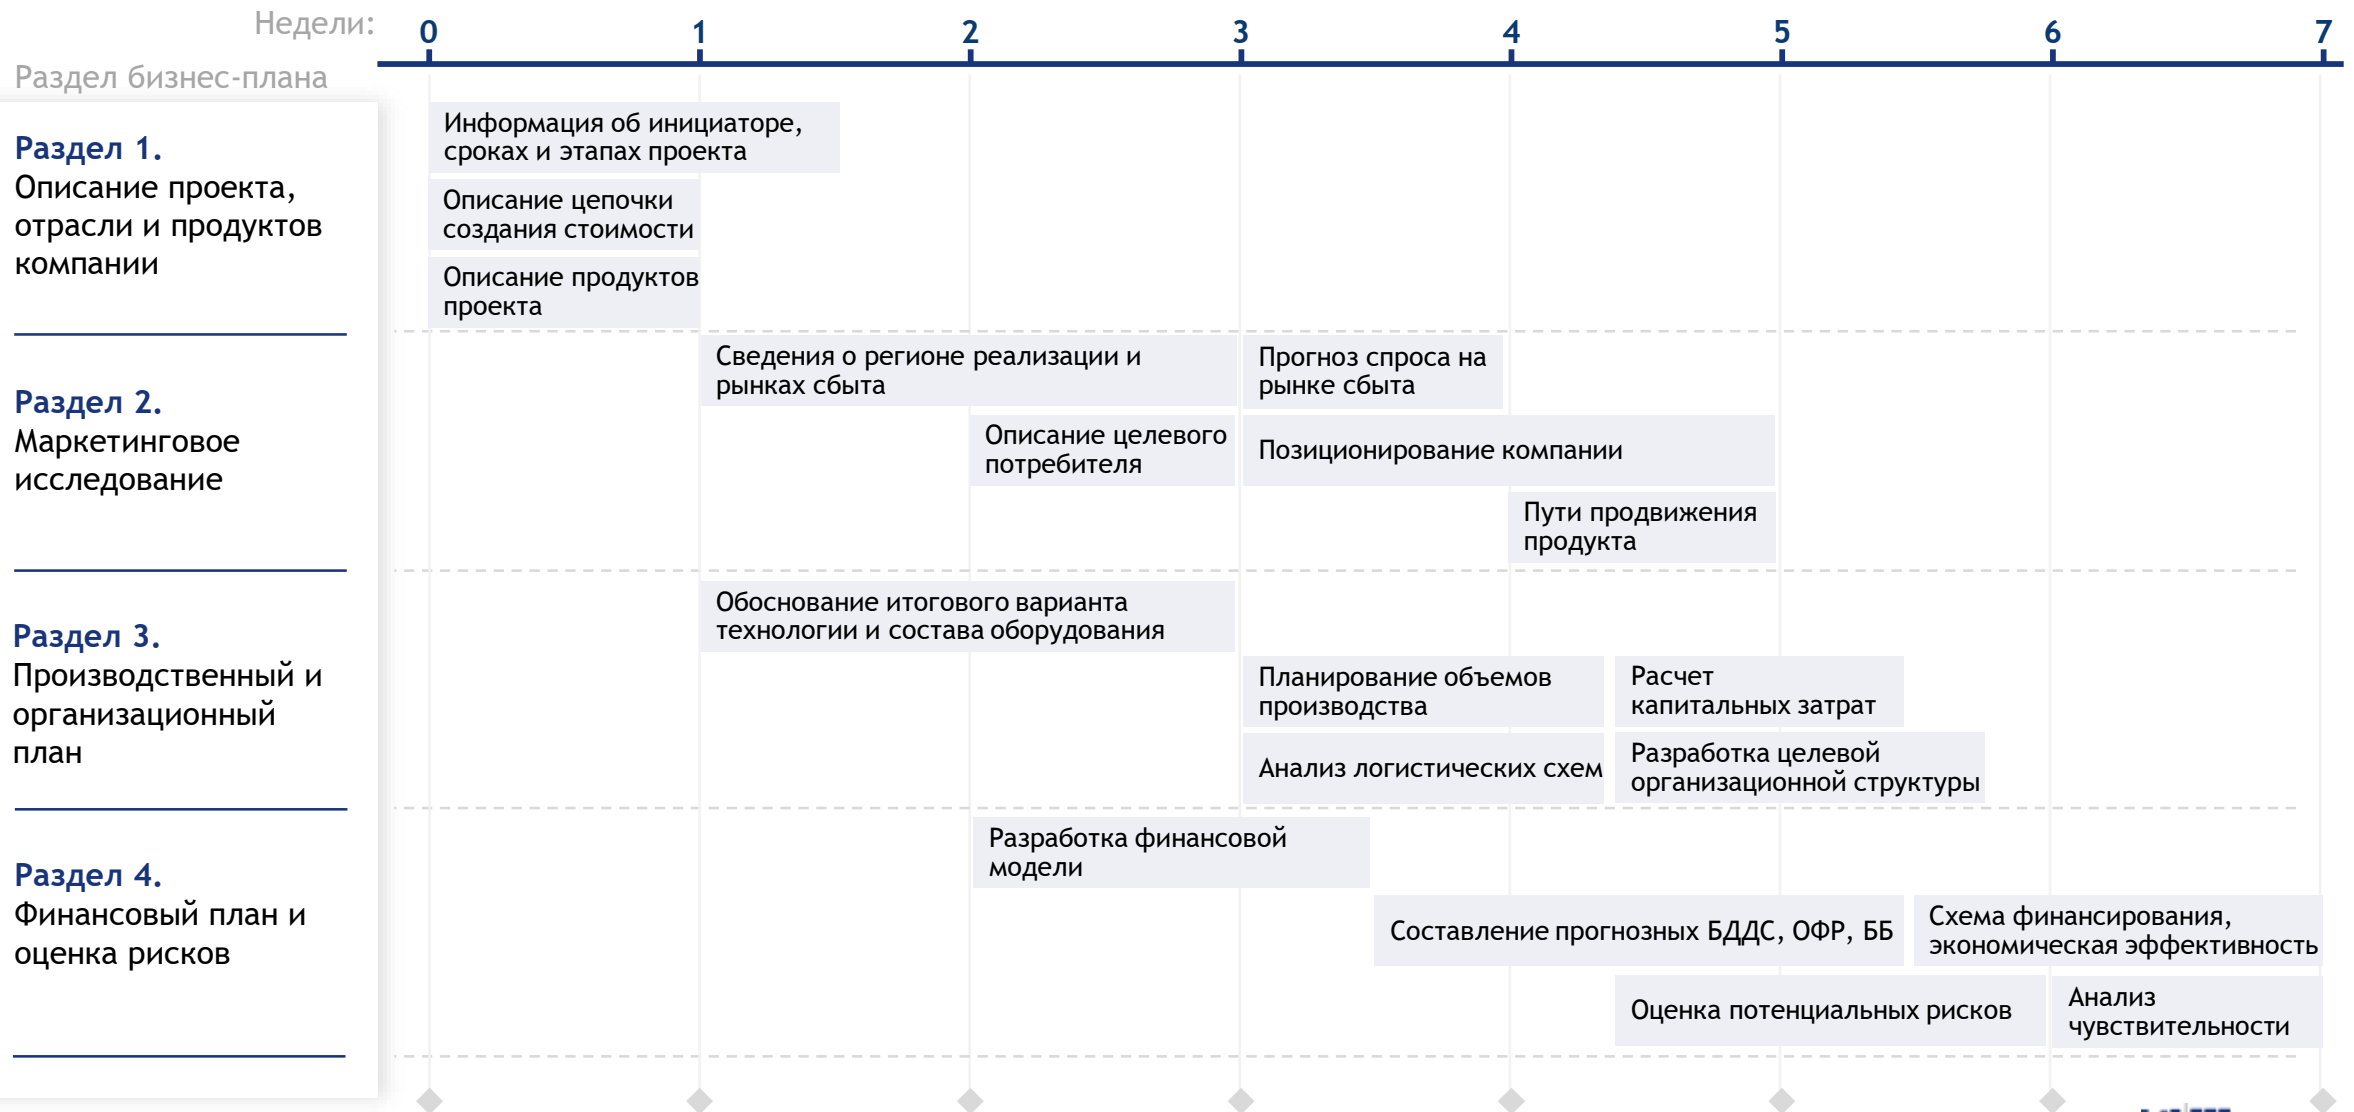 Недели:
0 1 2 3 4 5 6 7
Раздел бизнес-плана
Раздел 1.
Описание проекта,
отрасли и продуктов
компании
Информация об инициаторе,
сроках и этапах проекта
Описание цепочки
создания стоимости
Описание продуктов
проекта
Раздел 2.
Маркетинговое
исследование
Сведения о регионе реализации и
рынках сбыта
Прогноз спроса на
рынке сбыта
Описание целевого
потребителя
Позиционирование компании
Пути продвижения
продукта
Раздел 3.
Производственный и
организационный
план
Обоснование итогового варианта
технологии и состава оборудования
Планирование объемов
производства
Расчет
капитальных затрат
Анализ логистических схем
Разработка целевой
организационной структуры
Раздел 4.
Финансовый план и
оценка рисков
Разработка финансовой
модели
Составление прогнозных БДДС, ОФР, ББ
Схема финансирования,
экономическая эффективность
Оценка потенциальных рисков
Анализ
чувствительности